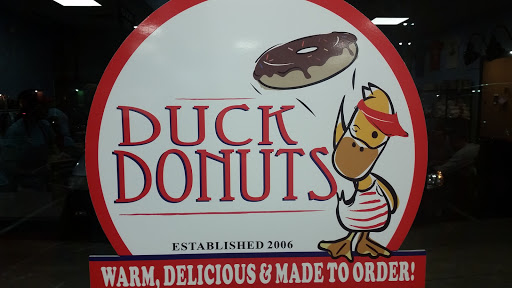 DUCK
DONUTS
ESTABLISHED 2006
WARM, DELICIOUS & MADE TO ORDER!